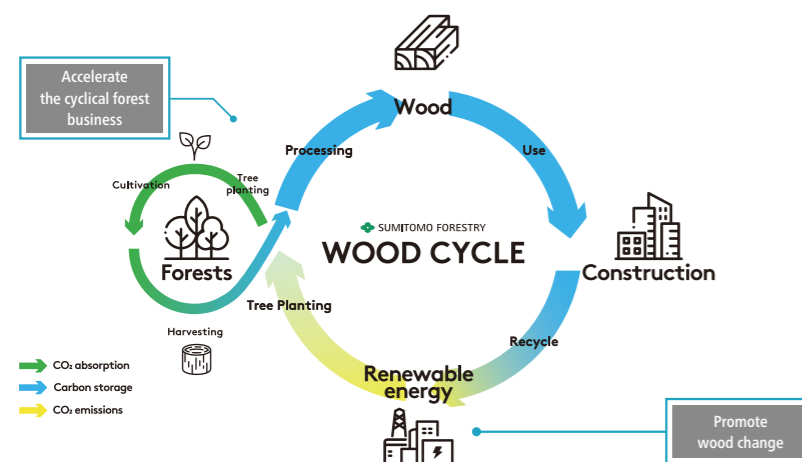 Accelerate
the cyclical forest
business
Wood
Processing
Use
Cultivation
Tree
planting
SUMITOMO FORESTRY
WOOD CYCLE
Forests
Construction
Tree Planting
Harvesting
Recycle
CO₂ absorption
Carbon storage
CO₂ emissions
Renewable
energy
Promote
wood change